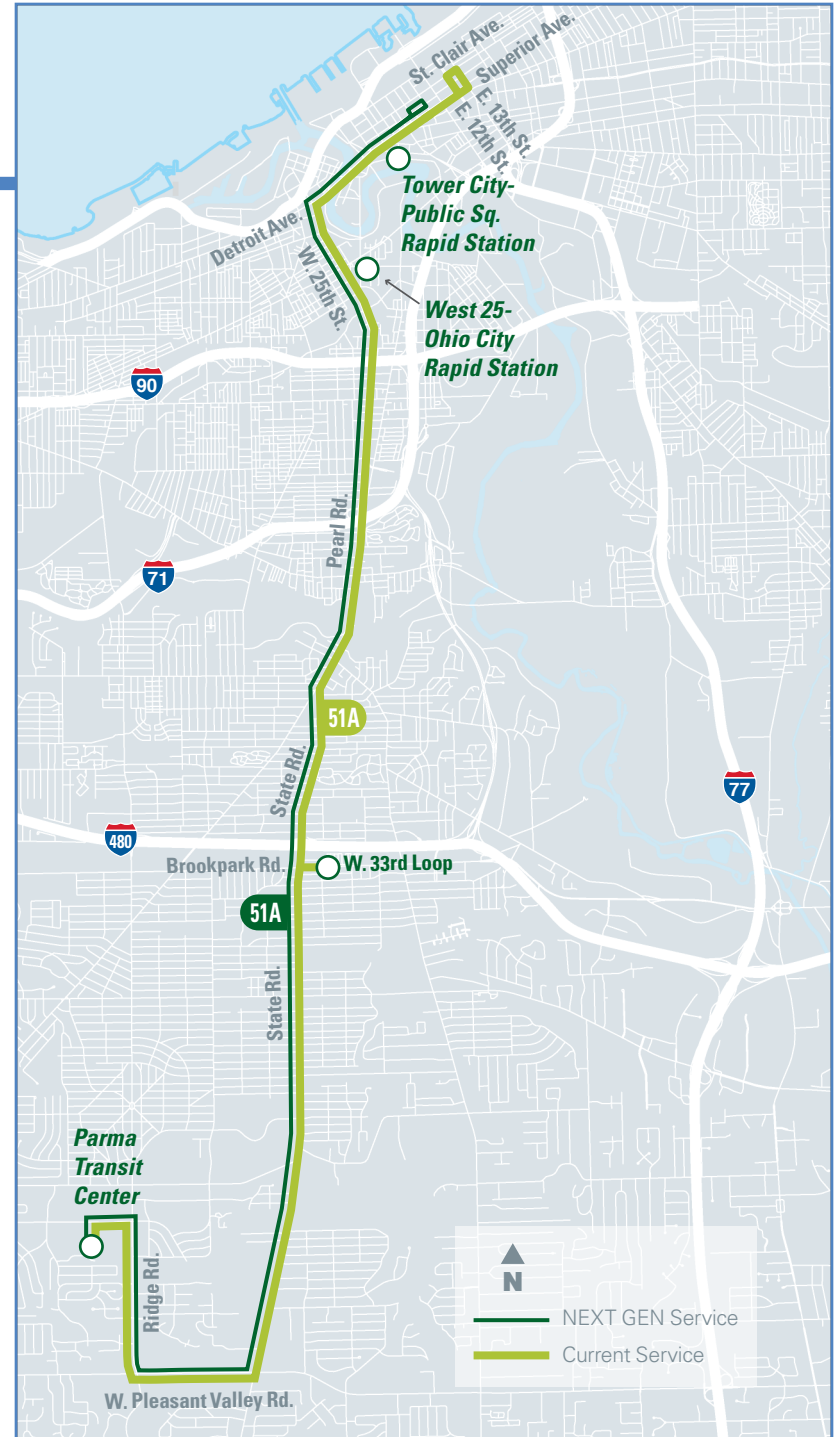 St. Clair Ave.
Superior Ave.
E. 13th St.
E. 12th St.
Tower City-
Public Sq.
Rapid Station
Detroit Ave.
W. 25th St.
West 25-
Ohio City
Rapid Station
90
Pearl Rd.
71
51A
State Rd.
77
480
Brookpark Rd.
W. 33rd Loop
51A
State Rd.
Parma
Transit
Center
Ridge Rd.
N
NEXT GEN Service
Current Service
W. Pleasant Valley Rd.